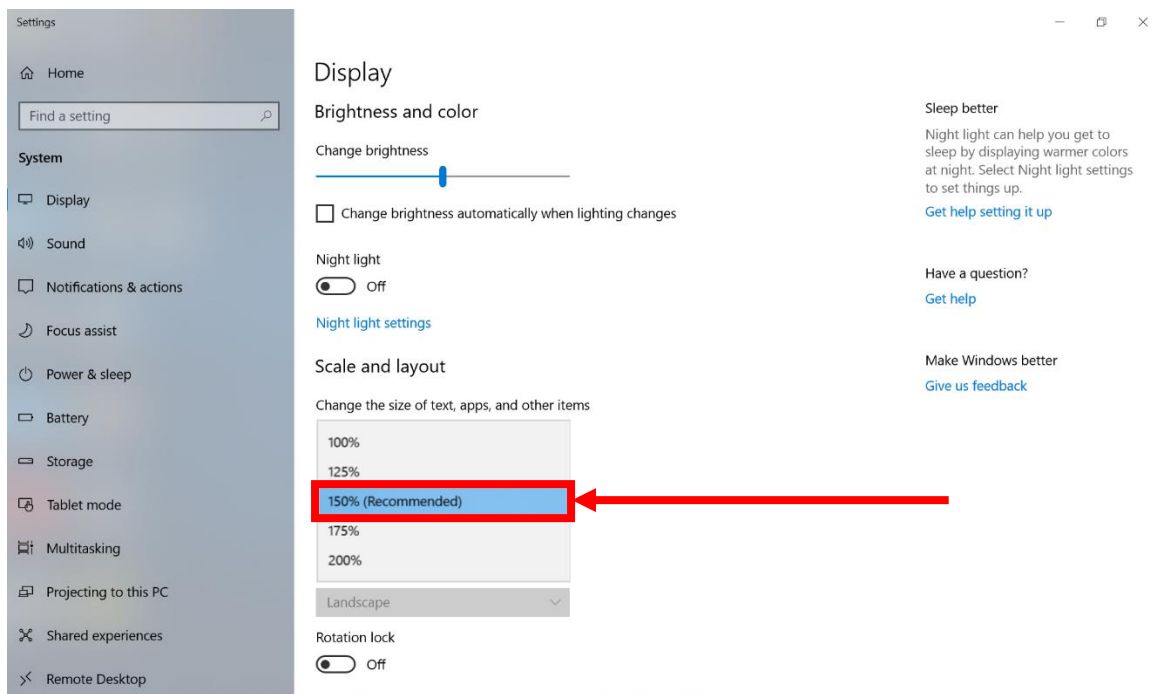 Settings
Home
Find a setting
System
Display
Sound
Notifications & actions
Focus assist
Power & sleep
Battery
Storage
Tablet mode
Multitasking
Projecting to this PC
Shared experiences
Remote Desktop
Display
Brightness and color
Change brightness
Change brightness automatically when lighting changes
Night light
Off
Night light settings
Scale and layout
Change the size of text, apps, and other items
100%
125%
150% (Recommended)
175%
200%
Landscape
Rotation lock
Off
Sleep better
Night light can help you get to
sleep by displaying warmer colors
at night. Select Night light settings
to set things up.
Get help setting it up
Have a question?
Get help
Make Windows better
Give us feedback